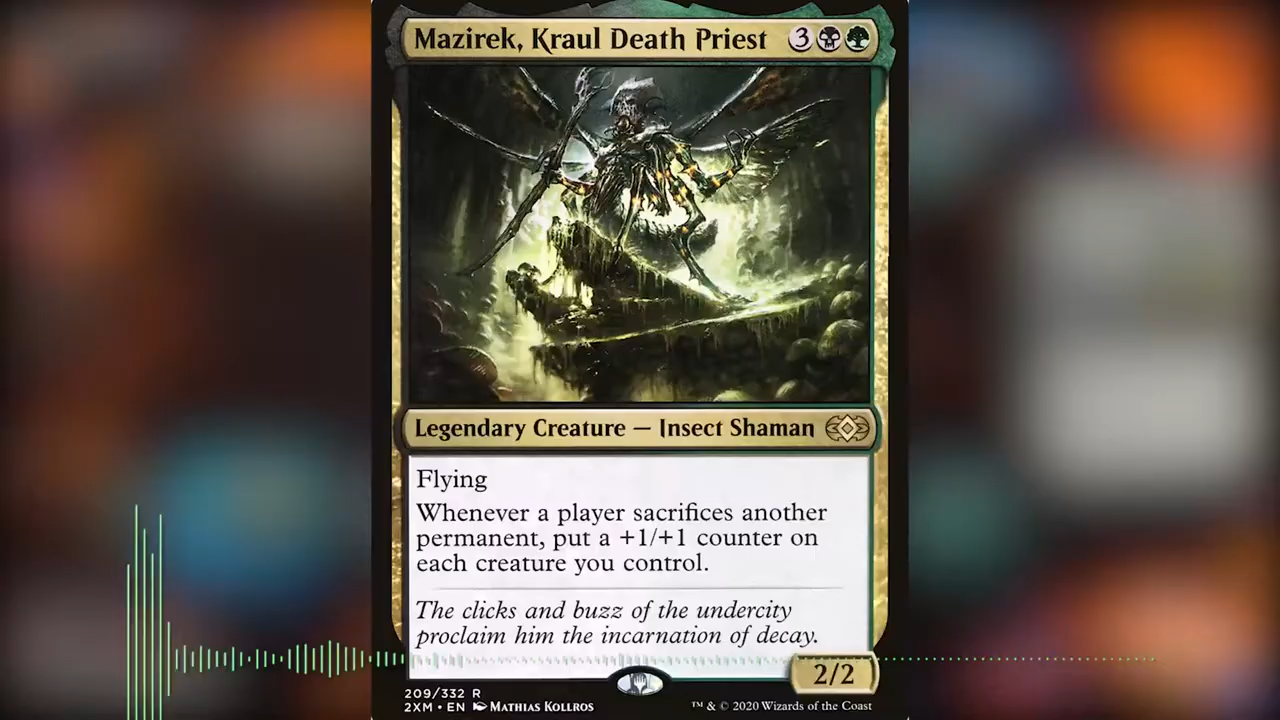 Mazirek, Kraul Death Priest 3
Legendary Creature — Insect Shaman
Flying
Whenever a player sacrifices another
permanent, put a +1/+1 counter on
each creature you control.
The clicks and buzz of the undercity
proclaim him the incarnation of decay.
2/2
209/332 R
2XM • EN Mathias Kollros
™ & © 2020 Wizards of the Coast